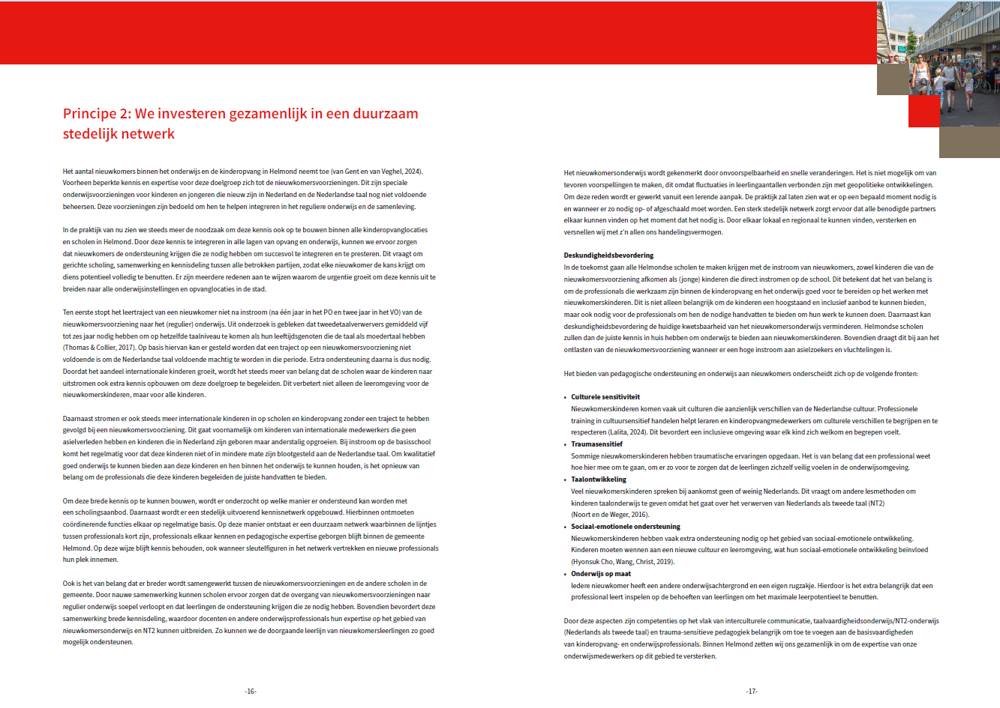 Principe 2: We investeren gezamenlijk in een duurzaam
stedelijk netwerk
Het aantal nieuwkomers binnen het onderwijs en de kinderopvang in Helmond neemt toe (van Gent en van Veghel, 2024).
Voorheen beperkte kennis en expertise voor deze doelgroep zich tot de nieuwkomersvoorzieningen. Dit zijn speciale
onderwijsvoorzieningen voor kinderen en jongeren die nieuw zijn in Nederland en de Nederlandse taal nog niet voldoende
beheersen. Deze voorzieningen zijn bedoeld om hen te helpen integreren in het reguliere onderwijs en de samenleving.
In de praktijk van nu zien we steeds meer de noodzaak om deze kennis ook op te bouwen binnen alle kinderopvanglocaties
en scholen in Helmond. Door deze kennis te integreren in alle lagen van opvang en onderwijs, kunnen we ervoor zorgen
dat nieuwkomers de ondersteuning krijgen die ze nodig hebben om succesvol te integreren en te presteren. Dit vraagt om
gerichte scholing, samenwerking en kennisdeling tussen alle betrokken partijen, zodat elke nieuwkomer de kans krijgt om
diens potentieel volledig te benutten. Er zijn meerdere redenen aan te wijzen waarom de urgentie groeit om deze kennis uit te
breiden naar alle onderwijsinstellingen en opvanglocaties in de stad.
Ten eerste stopt het leertraject van een nieuwkomer niet na instroom (na één jaar in het PO en twee jaar in het VO) van de
nieuwkomersvoorziening naar het (regulier) onderwijs. Uit onderzoek is gebleken dat tweedetaalverwervers gemiddeld vijf
tot zes jaar nodig hebben om op hetzelfde taalniveau te komen als hun leeftijdsgenoten die de taal als moedertaal hebben
(Thomas & Collier, 2017). Op basis hiervan kan er gesteld worden dat een traject op een nieuwkomersvoorziening niet
voldoende is om de Nederlandse taal voldoende machtig te worden in die periode. Extra ondersteuning daarna is dus nodig.
Doordat het aandeel internationale kinderen groeit, wordt het steeds meer van belang dat de scholen waar de kinderen naar
uitstromen ook extra kennis opbouwen om deze doelgroep te begeleiden. Dit verbetert niet alleen de leeromgeving voor de
nieuwkomerskinderen, maar voor alle kinderen.
Daarnaast stromen er ook steeds meer internationale kinderen in op scholen en kinderopvang zonder een traject te hebben
gevolgd bij een nieuwkomersvoorziening. Dit gaat voornamelijk om kinderen van internationale medewerkers die geen
asielverleden hebben en kinderen die in Nederland zijn geboren maar anderstalig opgroeien. Bij instroom op de basisschool
komt het regelmatig voor dat deze kinderen niet of in mindere mate zijn blootgesteld aan de Nederlandse taal. Om kwalitatief
goed onderwijs te kunnen bieden aan deze kinderen en hen binnen het onderwijs te kunnen houden, is het opnieuw van
belang om de professionals die deze kinderen begeleiden de juiste handvatten te bieden.
Om deze brede kennis op te kunnen bouwen, wordt er onderzocht op welke manier er ondersteund kan worden met
een scholingsaanbod. Daarnaast wordt er een stedelijk uitvoerend kennisnetwerk opgebouwd. Hierbinnen ontmoeten
coördinerende functies elkaar op regelmatige basis. Op deze manier ontstaat er een duurzaam netwerk waarbinnen de lijntjes
tussen professionals kort zijn, professionals elkaar kennen en pedagogische expertise geborgen blijft binnen de gemeente
Helmond. Op deze wijze blijft kennis behouden, ook wanneer sleutelfiguren in het netwerk vertrekken en nieuwe professionals
hun plek innemen.
Ook is het van belang dat er breder wordt samengewerkt tussen de nieuwkomersvoorzieningen en de andere scholen in de
gemeente. Door nauwe samenwerking kunnen scholen ervoor zorgen dat de overgang van nieuwkomersvoorzieningen naar
regulier onderwijs soepel verloopt en dat leerlingen de ondersteuning krijgen die ze nodig hebben. Bovendien bevordert deze
samenwerking brede kennisdeling, waardoor docenten en andere onderwijsprofessionals hun expertise op het gebied van
nieuwkomersonderwijs en NT2 kunnen uitbreiden. Zo kunnen we de doorgaande leerlijn van nieuwkomersleerlingen zo goed
mogelijk ondersteunen.
-16-
Het nieuwkomersonderwijs wordt gekenmerkt door onvoorspelbaarheid en snelle veranderingen. Het is niet mogelijk om van
tevoren voorspellingen te maken, dit omdat fluctuaties in leerlingaantallen verbonden zijn met geopolitieke ontwikkelingen.
Om deze reden wordt er gewerkt vanuit een lerende aanpak. De praktijk zal laten zien wat er op een bepaald moment nodig is
en wanneer er zo nodig op- of afgeschaald moet worden. Een sterk stedelijk netwerk zorgt ervoor dat alle benodigde partners
elkaar kunnen vinden op het moment dat het nodig is. Door elkaar lokaal en regionaal te kunnen vinden, versterken en
versnellen wij met z'n allen ons handelingsvermogen.
Deskundigheidsbevordering
In de toekomst gaan alle Helmondse scholen te maken krijgen met de instroom van nieuwkomers, zowel kinderen die van de
nieuwkomersvoorziening afkomen als (jonge) kinderen die direct instromen op de school. Dit betekent dat het van belang is
om de professionals die werkzaam zijn binnen de kinderopvang en het onderwijs goed voor te bereiden op het werken met
nieuwkomerskinderen. Dit is niet alleen belangrijk om de kinderen een hoogstaand en inclusief aanbod te kunnen bieden,
maar ook nodig voor de professionals om hen de nodige handvatten te bieden om hun werk te kunnen doen. Daarnaast kan
deskundigheidsbevordering de huidige kwetsbaarheid van het nieuwkomersonderwijs verminderen. Helmondse scholen
zullen dan de juiste kennis in huis hebben om onderwijs te bieden aan nieuwkomerskinderen. Bovendien draagt dit bij aan het
ontlasten van de nieuwkomersvoorziening wanneer er een hoge instroom aan asielzoekers en vluchtelingen is.
Het bieden van pedagogische ondersteuning en onderwijs aan nieuwkomers onderscheidt zich op de volgende fronten:
• Culturele sensitiviteit
Nieuwkomerskinderen komen vaak uit culturen die aanzienlijk verschillen van de Nederlandse cultuur. Professionele
training in cultuursensitief handelen helpt leraren en kinderopvangmedewerkers om culturele verschillen te begrijpen en te
respecteren (Lalita, 2024). Dit bevordert een inclusieve omgeving waar elk kind zich welkom en begrepen voelt.
• Traumasensitief
Sommige nieuwkomerskinderen hebben traumatische ervaringen opgedaan. Het is van belang dat een professional weet
hoe hier mee om te gaan, om er zo voor te zorgen dat de leerlingen zichzelf veilig voelen in de onderwijsomgeving.
• Taalontwikkeling
Veel nieuwkomerskinderen spreken bij aankomst geen of weinig Nederlands. Dit vraagt om andere lesmethoden om
kinderen taalonderwijs te geven omdat het gaat over het verwerven van Nederlands als tweede taal (NT2)
(Noort en de Weger, 2016).
• Sociaal-emotionele ondersteuning
Nieuwkomerskinderen hebben vaak extra ondersteuning nodig op het gebied van sociaal-emotionele ontwikkeling.
Kinderen moeten wennen aan een nieuwe cultuur en leeromgeving, wat hun sociaal-emotionele ontwikkeling beïnvloed
(Hyonsuk Cho, Wang, Christ, 2019).
• Onderwijs op maat
Iedere nieuwkomer heeft een andere onderwijsachtergrond en een eigen rugzakje. Hierdoor is het extra belangrijk dat een
professional leert inspelen op de behoeften van leerlingen om het maximale leerpotentieel te benutten.
Door deze aspecten zijn competenties op het vlak van interculturele communicatie, taalvaardigheidsonderwijs/NT2-onderwijs
(Nederlands als tweede taal) en trauma-sensitieve pedagogiek belangrijk om toe te voegen aan de basisvaardigheden
van kinderopvang- en onderwijsprofessionals. Binnen Helmond zetten wij ons gezamenlijk in om de expertise van onze
onderwijsmedewerkers op dit gebied te versterken.
-17-